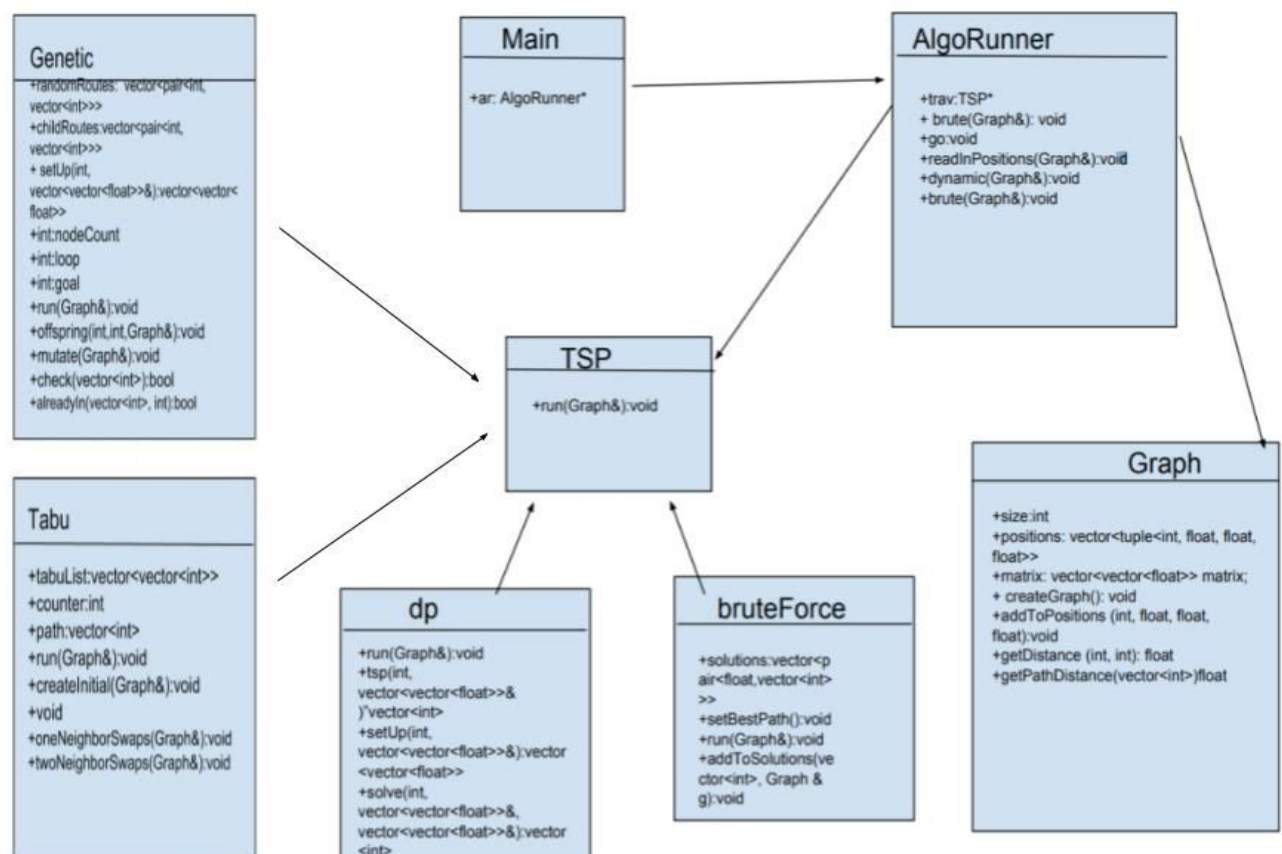 Genetic
+randomRoutes: vector<pair<int,
vector<int>>>
+childRoutes:vector<pair<int,
vector<int>>>
+ setUp(int,
vector<vector<float>>&):vector<vector<
float>>
+int:nodeCount
+int:loop
+int:goal
+run(Graph&):void
+offspring(int,int,Graph&):void
+mutate(Graph&):void
+check(vector<int>):bool
+alreadyIn(vector<int>, int):bool
Main
+ar: AlgoRunner*
AlgoRunner
+trav:TSP*
+ brute(Graph&): void
+go:void
+readInPositions(Graph&):void
+dynamic(Graph&):void
+brute(Graph&):void
TSP
+run(Graph&):void
Graph
+size:int
+positions: vector<tuple<int, float, float,
float>>
+matrix: vector<vector<float>> matrix;
+ createGraph(): void
+addToPositions (int, float, float,
float):void
+getDistance (int, int): float
+getPathDistance(vector<int>)float
Tabu
+tabuList:vector<vector<int>>
+counter:int
+path:vector<int>
+run(Graph&):void
+createInitial(Graph&):void
+void
+oneNeighborSwaps(Graph&):void
+twoNeighborSwaps(Graph&):void
dp
+run(Graph&):void
+tsp(int,
vector<vector<float>>&
)"vector<int>
+setUp(int,
vector<vector<float>>&):vector
<vector<float>>
+solve(int,
vector<vector<float>>&,
vector<vector<float>>&):vector
<int>
bruteForce
+solutions:vector<p
air<float,vector<int>
>>
+setBestPath():void
+run(Graph&):void
+addToSolutions(ve
ctor<int>, Graph &
g):void